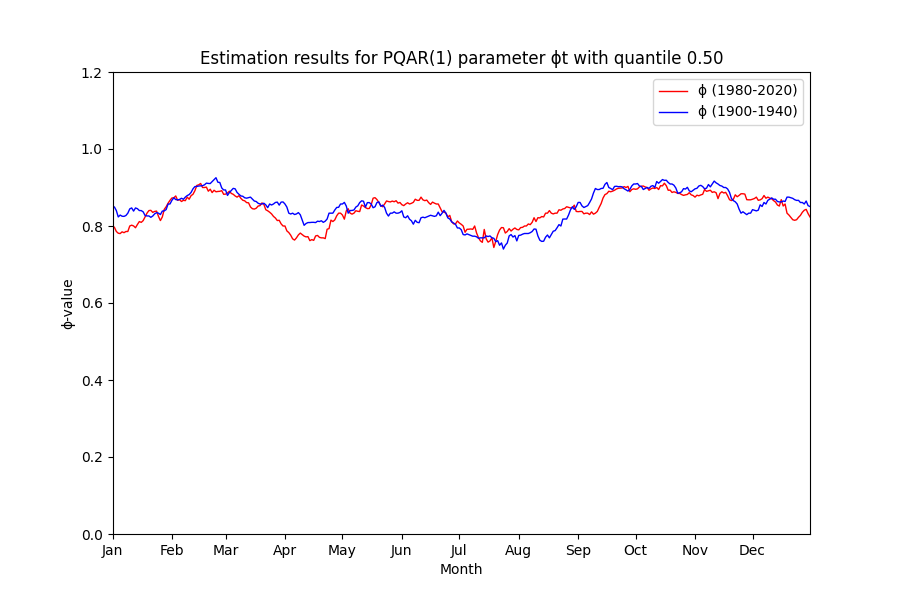 Estimation results for PQAR(1) parameter ϕt with quantile 0.50
ϕ (1980-2020)
ϕ (1900-1940)
1.2
1.0
0.8
0.6
0.4
0.2
0.0
ϕ-value
Jan Feb Mar Apr May Jun Jul Aug Sep Oct Nov Dec
Month